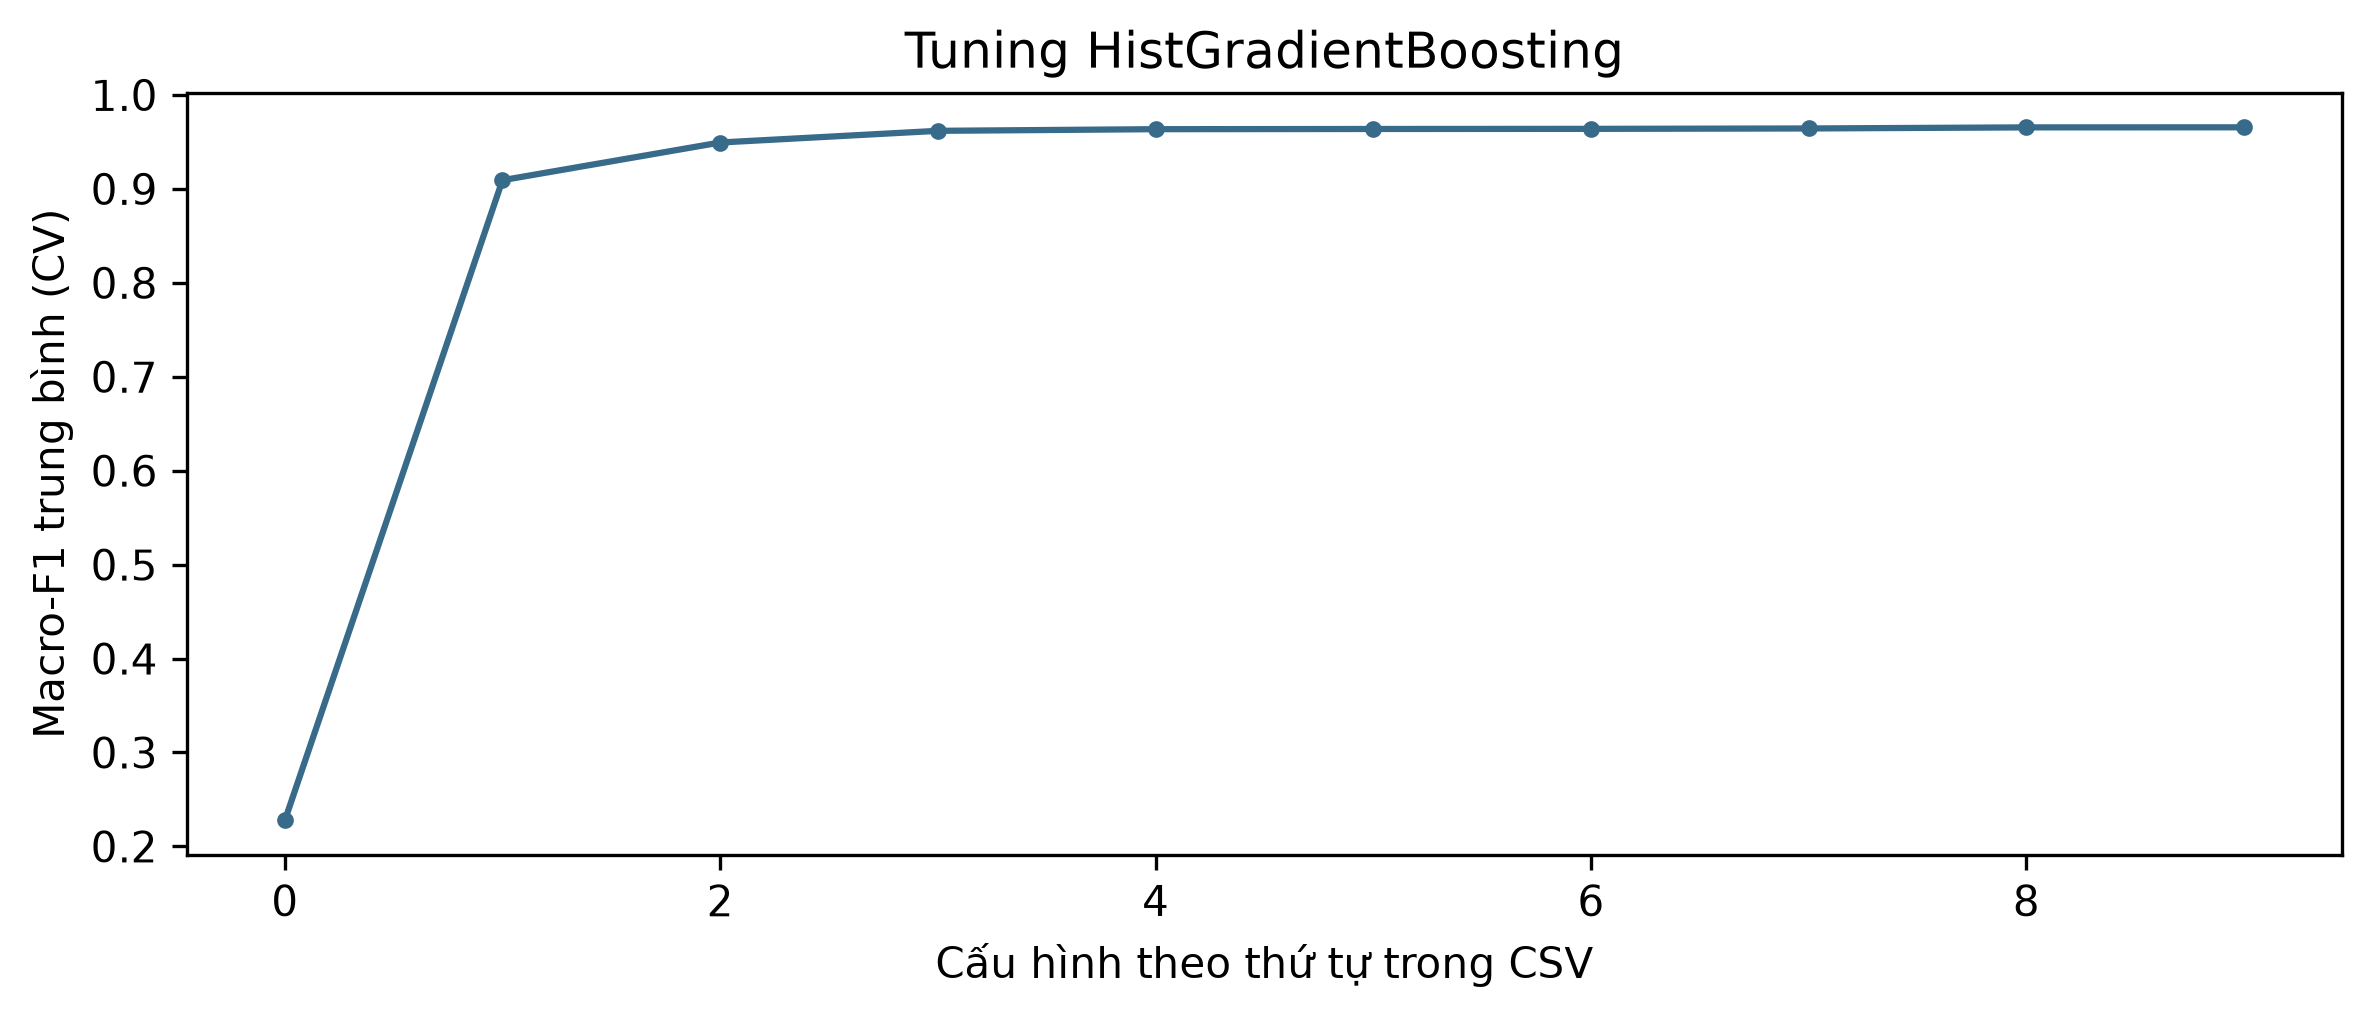 Tuning HistGradientBoosting
Macro-F1 trung bình (CV)
1.0
0.9
0.8
0.7
0.6
0.5
0.4
0.3
0.2
0 2 4 6 8
Cấu hình theo thứ tự trong CSV